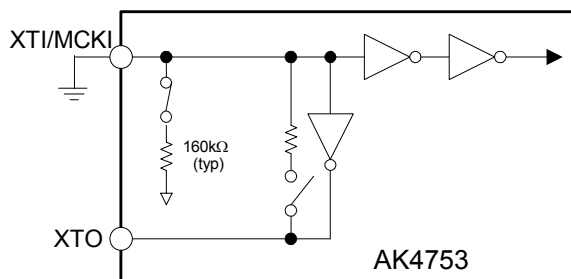 XTI/MCKI
160kΩ
(typ)
XTO
AK4753